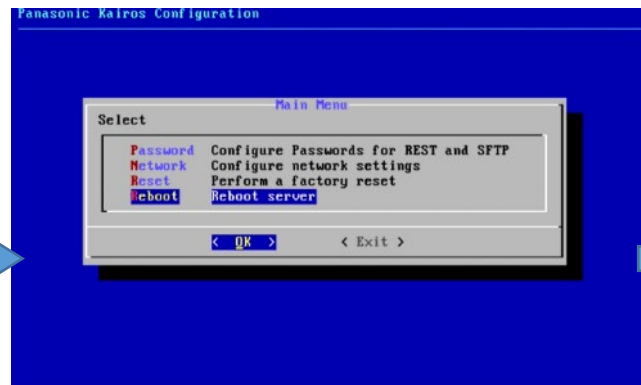 Panasonic Kairos Configuration
Main Menu
Select
Password Configure Passwords for REST and SFTP
Network Configure network settings
Reset Perform a factory reset
Reboot Reboot server
< OK > < Exit >